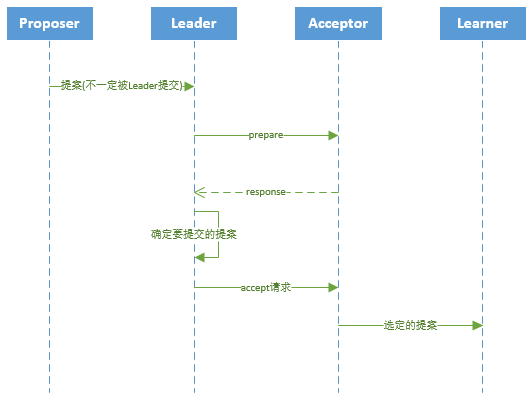 Proposer
Leader
Acceptor
Learner
提案(不一定被Leader提交)
prepare
response
确定要提交的提案
accept请求
选定的提案